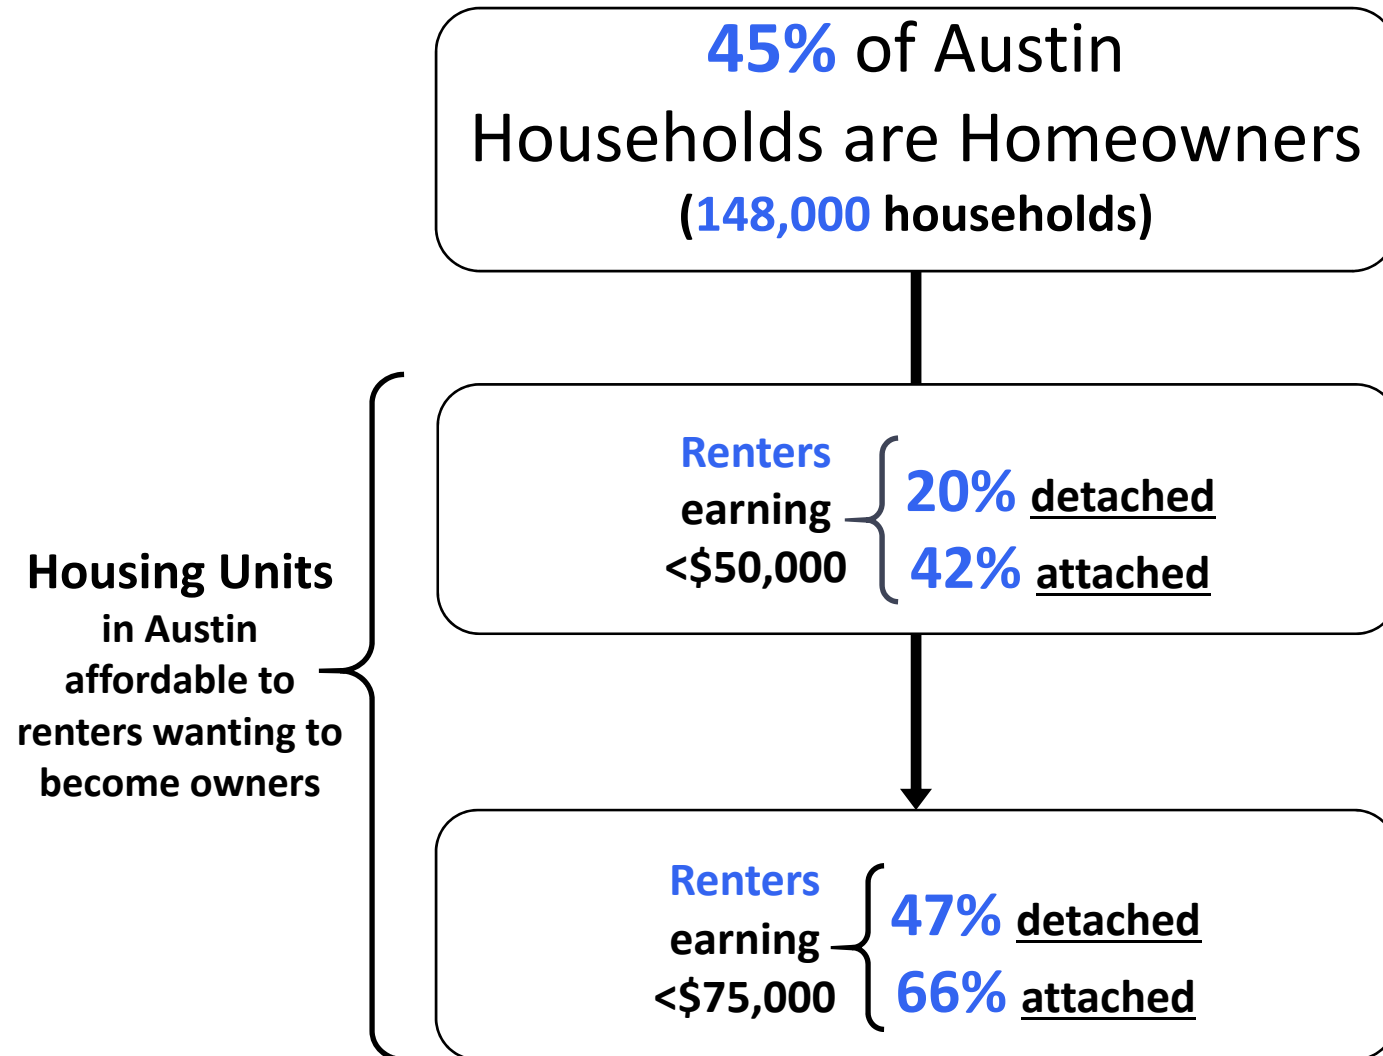 45% of Austin
Households are Homeowners
(148,000 households)
Housing Units
in Austin
affordable to
renters wanting to
become owners
Renters
earning
<$50,000
20% detached
42% attached
Renters
earning
<$75,000
47% detached
66% attached